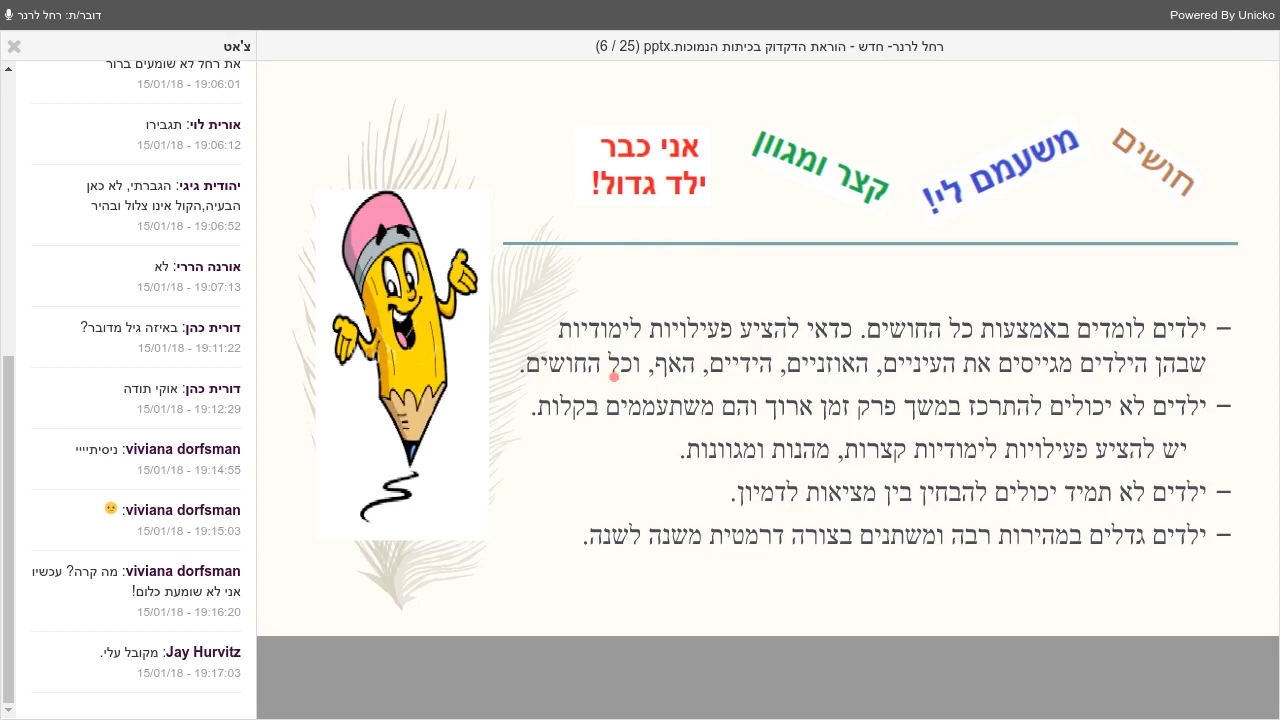 דובר/ת: רחל לרנר
Powered By Unicko
צ'אט
רחל לרנר- חדש - הוראת הדקדוק בכיתות הנמוכות.pptx (25 / 6)
את רחל לא שומעים ברור
15/01/18 - 19:06:01
אורית לוי: תגבירו
15/01/18 - 19:06:12
יהודית גיגי: הגברתי, לא כאן
הבעיה,הקול אינו צלול ובהיר
15/01/18 - 19:06:52
אורנה הררי: לא
15/01/18 - 19:07:13
דורית כהן: באיזה גיל מדובר?
15/01/18 - 19:11:22
דורית כהן: אוקי תודה
15/01/18 - 19:12:29
viviana dorfsman: ניסיתיייי
15/01/18 - 19:14:55
viviana dorfsman:
15/01/18 - 19:15:03
viviana dorfsman: מה קרה? עכשיו
אני לא שומעת כלום!
15/01/18 - 19:16:20
Jay Hurvitz: מקובל עלי.
15/01/18 - 19:17:03
חושים
משעמם לי!
קצר ומגוון
אני כבר
ילד גדול!
– ילדים לומדים באמצעות כל החושים. כדאי להציע פעילויות לימודיות
שבהן הילדים מגייסים את העיניים, האוזניים, הידיים, האף, וכל החושים.
– ילדים לא יכולים להתרכז במשך פרק זמן ארוך והם משתעממים בקלות.
יש להציע פעילויות לימודיות קצרות, מהנות ומגוונות.
– ילדים לא תמיד יכולים להבחין בין מציאות לדמיון.
– ילדים גדלים במהירות רבה ומשתנים בצורה דרמטית משנה לשנה.